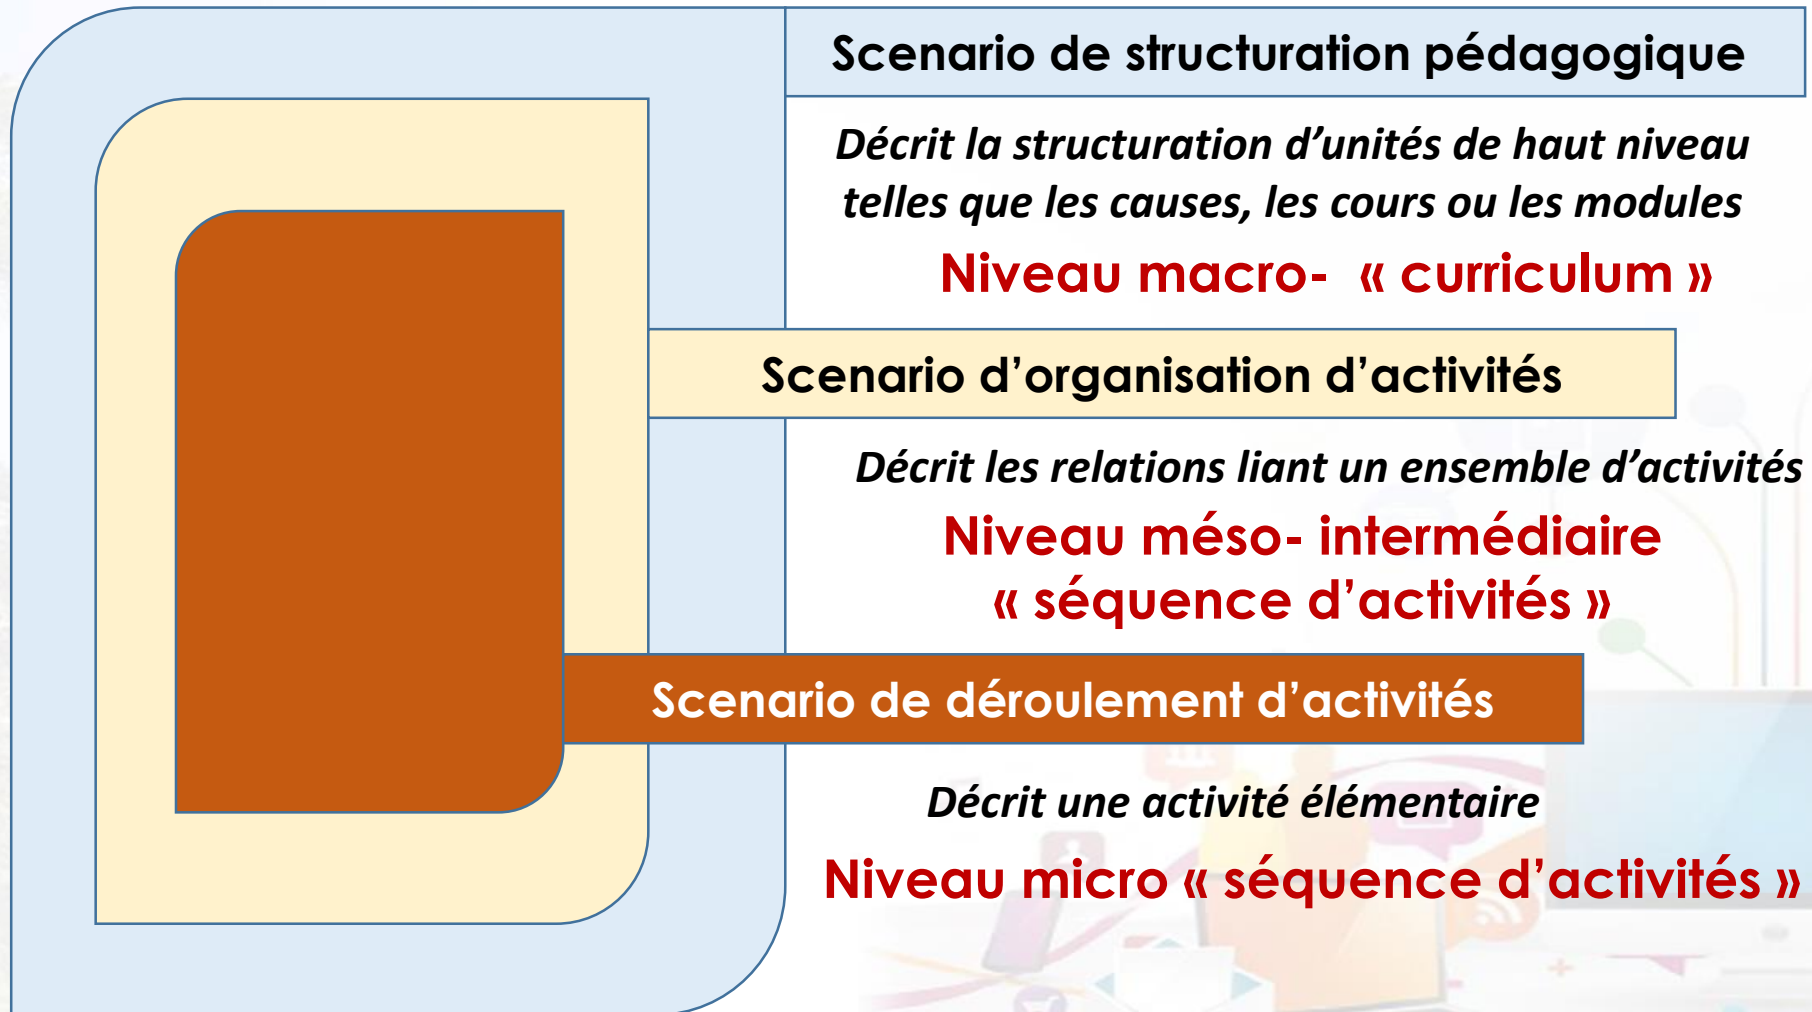 Scenario de structuration pédagogique
Décrit la structuration d’unités de haut niveau
telles que les causes, les cours ou les modules
Niveau macro- « curriculum »
Scenario d’organisation d’activités
Décrit les relations liant un ensemble d’activités
Niveau méso- intermédiaire
« séquence d’activités »
Scenario de déroulement d’activités
Décrit une activité élémentaire
Niveau micro « séquence d’activités »